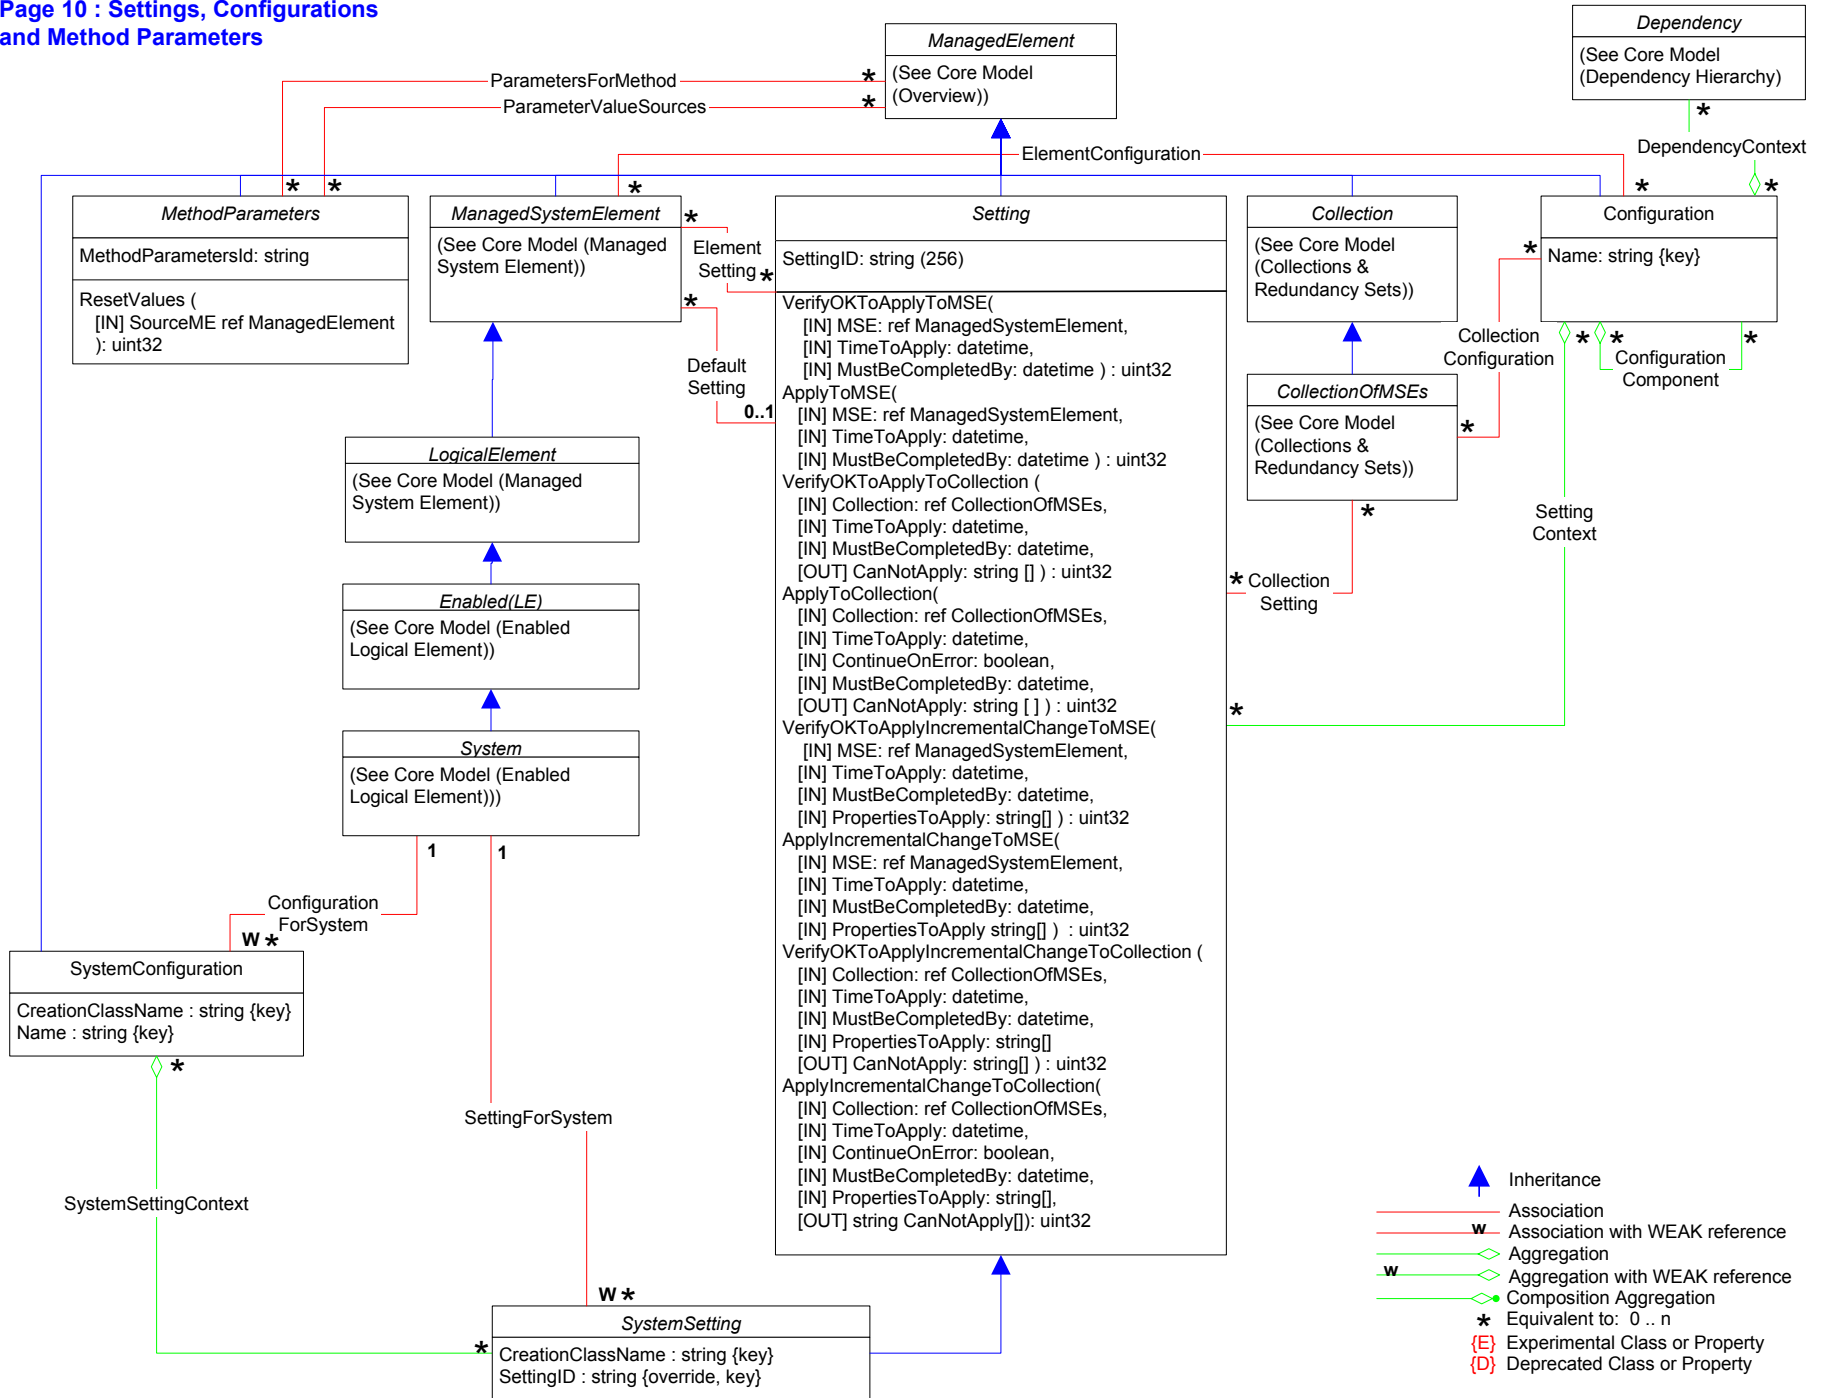 Page 10 : Settings, Configurations
and Method Parameters
ManagedElement
(See Core Model
(Overview))
Dependency
(See Core Model
(Dependency Hierarchy)
*
DependencyContext
ParametersForMethod
*
ParameterValueSources
*
ElementConfiguration
*
*
*
*
*
MethodParameters
MethodParametersId: string
ResetValues (
[IN] SourceME ref ManagedElement
): uint32
ManagedSystemElement
(See Core Model (Managed
System Element))
*
Element
Setting
*
*
Default
Setting
0..1
Setting
SettingID: string (256)
VerifyOKToApplyToMSE(
[IN] MSE: ref ManagedSystemElement,
[IN] TimeToApply: datetime,
[IN] MustBeCompletedBy: datetime ) : uint32
ApplyToMSE(
[IN] MSE: ref ManagedSystemElement,
[IN] TimeToApply: datetime,
[IN] MustBeCompletedBy: datetime ) : uint32
VerifyOKToApplyToCollection (
[IN] Collection: ref CollectionOfMSEs,
[IN] TimeToApply: datetime,
[IN] MustBeCompletedBy: datetime,
[OUT] CanNotApply: string [] ) : uint32
ApplyToCollection(
[IN] Collection: ref CollectionOfMSEs,
[IN] TimeToApply: datetime,
[IN] ContinueOnError: boolean,
[IN] MustBeCompletedBy: datetime,
[OUT] CanNotApply: string [ ] ) : uint32
VerifyOKToApplyIncrementalChangeToMSE(
[IN] MSE: ref ManagedSystemElement,
[IN] TimeToApply: datetime,
[IN] MustBeCompletedBy: datetime,
[IN] PropertiesToApply: string[] ) : uint32
ApplyIncrementalChangeToMSE(
[IN] MSE: ref ManagedSystemElement,
[IN] TimeToApply: datetime,
[IN] MustBeCompletedBy: datetime,
[IN] PropertiesToApply string[] ) : uint32
VerifyOKToApplyIncrementalChangeToCollection (
[IN] Collection: ref CollectionOfMSEs,
[IN] TimeToApply: datetime,
[IN] MustBeCompletedBy: datetime,
[IN] PropertiesToApply: string[]
[OUT] CanNotApply: string[] ) : uint32
ApplyIncrementalChangeToCollection(
[IN] Collection: ref CollectionOfMSEs,
[IN] TimeToApply: datetime,
[IN] ContinueOnError: boolean,
[IN] MustBeCompletedBy: datetime,
[IN] PropertiesToApply: string[],
[OUT] string CanNotApply[]): uint32
Collection
(See Core Model
(Collections &
Redundancy Sets))
Configuration
Name: string {key}
*
Collection
Configuration
*
* *
*
Configuration
Component
CollectionOfMSEs
(See Core Model
(Collections &
Redundancy Sets))
*
Setting
Context
* Collection
Setting
*
LogicalElement
(See Core Model (Managed
System Element))
Enabled(LE)
(See Core Model (Enabled
Logical Element))
System
(See Core Model (Enabled
Logical Element)))
1
1
Configuration
ForSystem
W *
SystemConfiguration
CreationClassName : string {key}
Name : string {key}
*
SettingForSystem
SystemSettingContext
W *
*
SystemSetting
CreationClassName : string {key}
SettingID : string {override, key}
Inheritance
Association
w Association with WEAK reference
Aggregation
w Aggregation with WEAK reference
Composition Aggregation
* Equivalent to: 0 .. n
{E} Experimental Class or Property
{D} Deprecated Class or Property